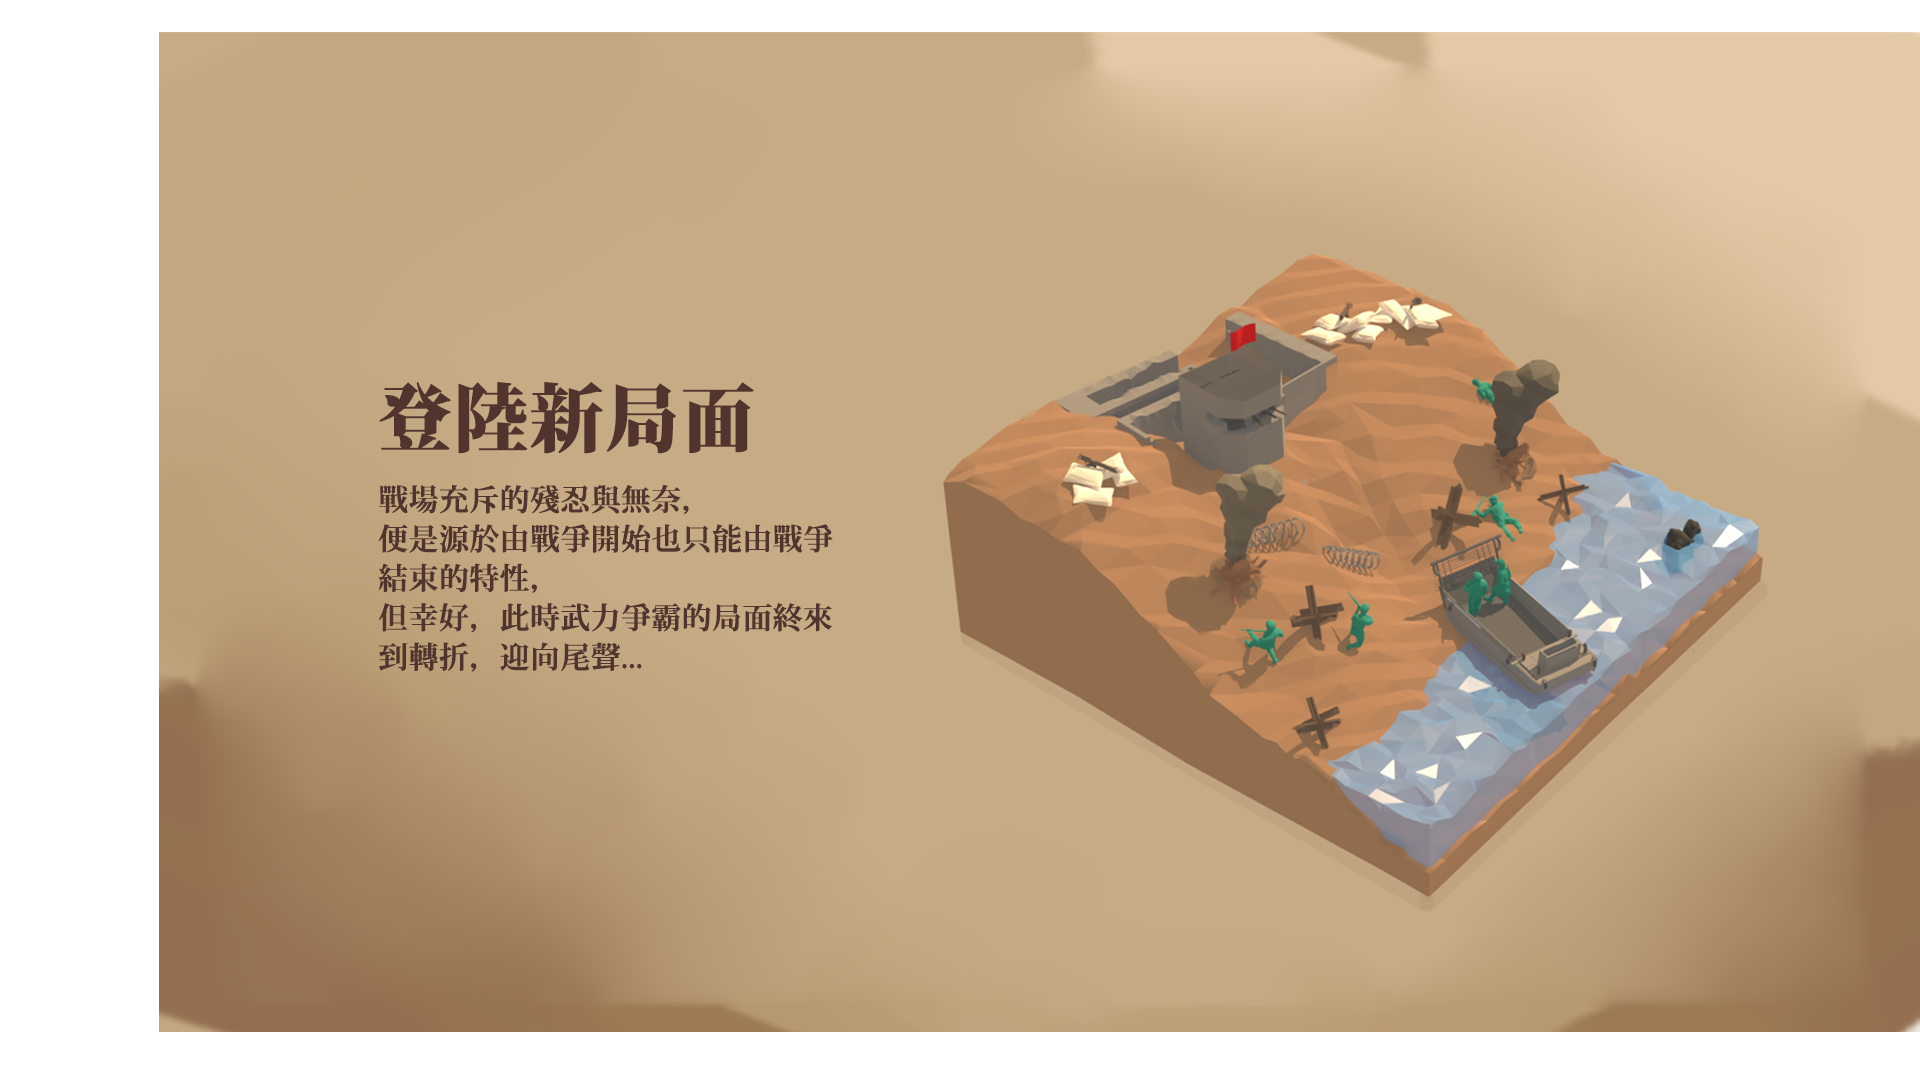 登陸新局面
戰場充斥的殘忍與無奈,
便是源於由戰爭開始也只能由戰爭
結束的特性,
但幸好，此時武力爭霸的局面終來
到轉折，迎向尾聲...